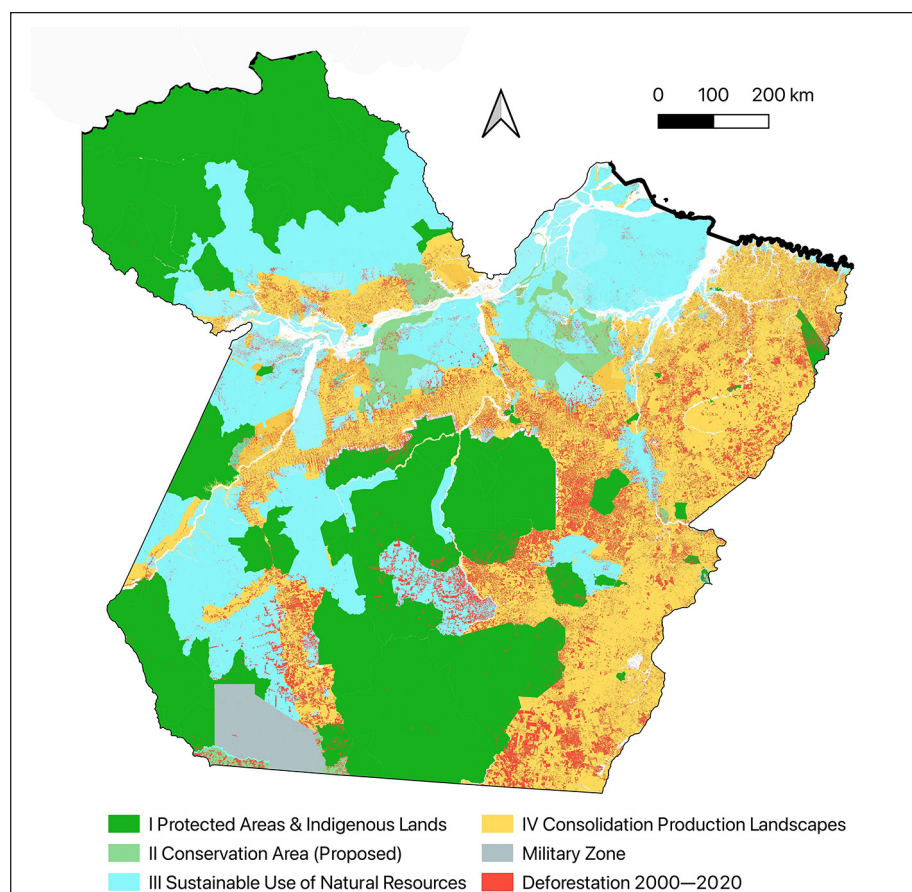 0 100 200 km
I Protected Areas & Indigenous Lands
II Conservation Area (Proposed)
III Sustainable Use of Natural Resources
IV Consolidation Production Landscapes
Military Zone
Deforestation 2000—2020